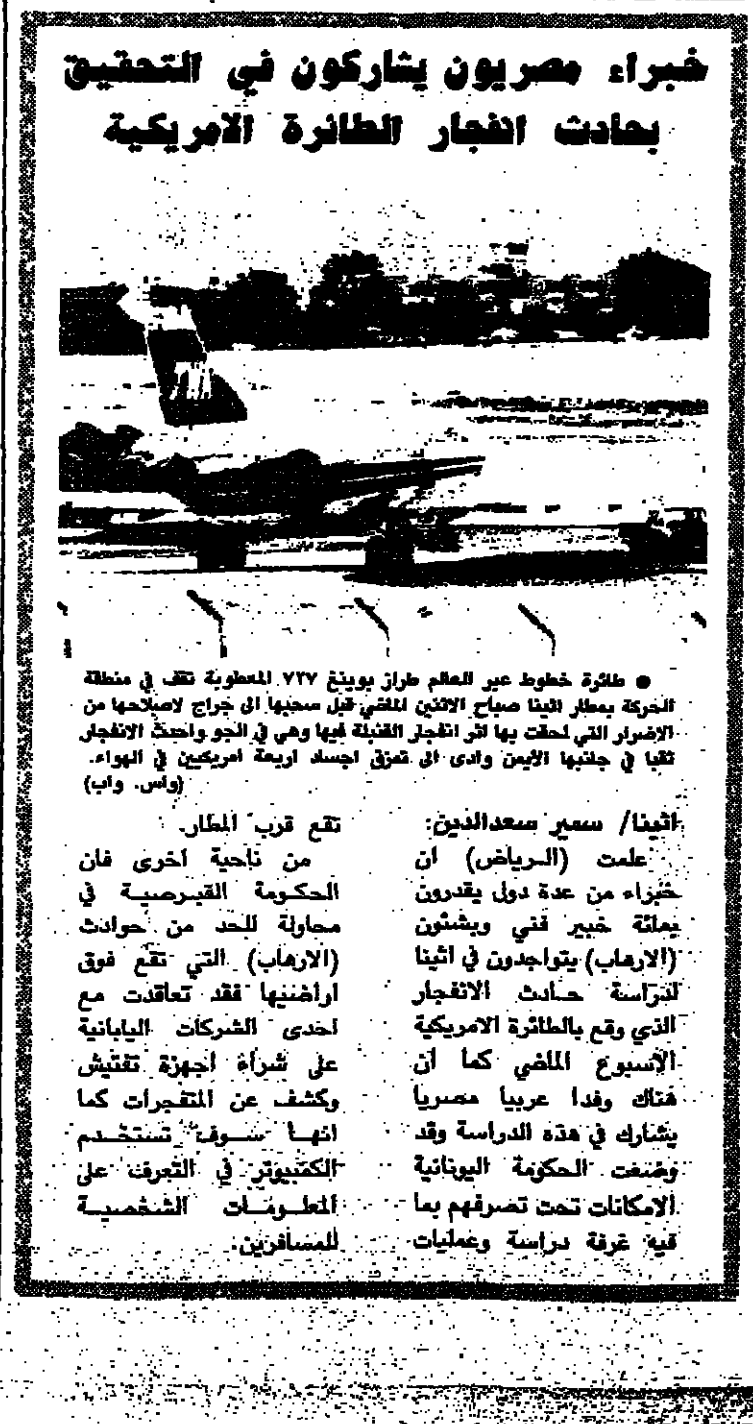 خبراء مصريون يشاركون في التحقيق
بحادث انفجار الطائرة الامريكية
● طائرة خطوط عبر العالم طراز بوينغ ٧٢٧ المعطوبة تقف في منطقة
الحركة بمطار اثينا صباح الاثنين الماضي قبل سحبها الى جراج لاصلاحها من
الاضرار التي لحقت بها اثر انفجار القنبلة فيها وهي في الجو واحدث الانفجار
ثقبا في جانبها الأيمن وادى الى تمزق اجساد اربعة امريكيين في الهواء.
(واس. واب)
اثينا/ سمير سعدالدين:
علمت (الرياض) ان
خبراء من عدة دول يقدرون
بمائة خبير فني وبشئون
(الارهاب) يتواجدون في اثينا
لدراسة حادث الانفجار
الذي وقع بالطائرة الامريكية
الاسبوع الماضي كما ان
هناك وفدا عربيا مصريا
يشارك في هذه الدراسة وقد
وضعت الحكومة اليونانية
الامكانات تحت تصرفهم بما
فيه غرفة دراسة وعمليات
تقع قرب المطار.
من ناحية اخرى فان
الحكومة القبرصية في
محاولة للحد من حوادث
(الارهاب) التي تقع فوق
اراضيها فقد تعاقدت مع
احدى الشركات اليابانية
على شراء اجهزة تفتيش
وكشف عن المتفجرات كما
انها سوف تستخدم
الكمبيوتر في التعرف على
المعلومات الشخصية
للمسافرين.